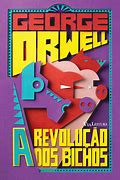 GEORGE
ORWELL
A REVOLUÇÃO
DOS BICHOS